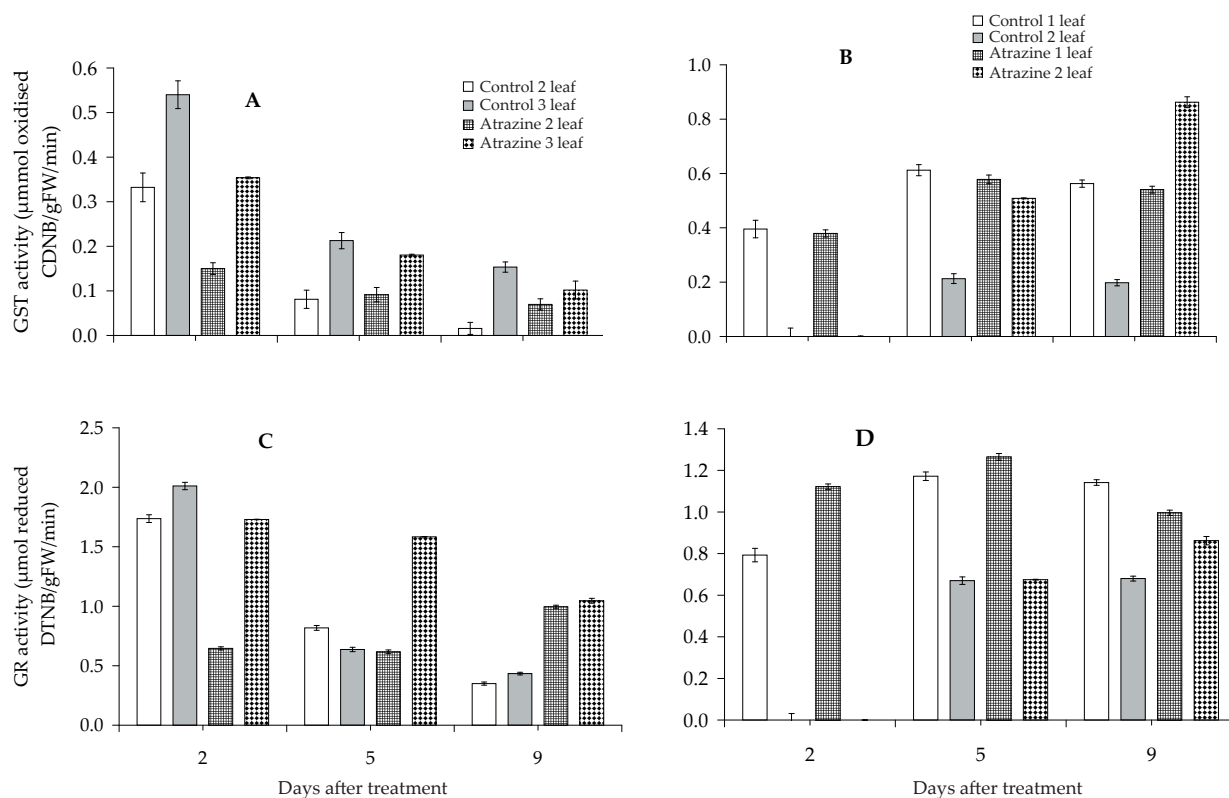 GST activity (µmmol oxidised
CDNB/gFW/min)
0.6
0.5
0.4
0.3
0.2
0.1
0.0
A
Control 2 leaf
Control 3 leaf
Atrazine 2 leaf
Atrazine 3 leaf
1.0
0.8
0.6
0.4
0.2
0.0
B
Control 1 leaf
Control 2 leaf
Atrazine 1 leaf
Atrazine 2 leaf
GR activity (µmol reduced
DTNB/gFW/min)
2.5
2.0
1.5
1.0
0.5
0.0
C
2 5 9
Days after treatment
1.4
1.2
1.0
0.8
0.6
0.4
0.2
0.0
D
2 5 9
Days after treatment